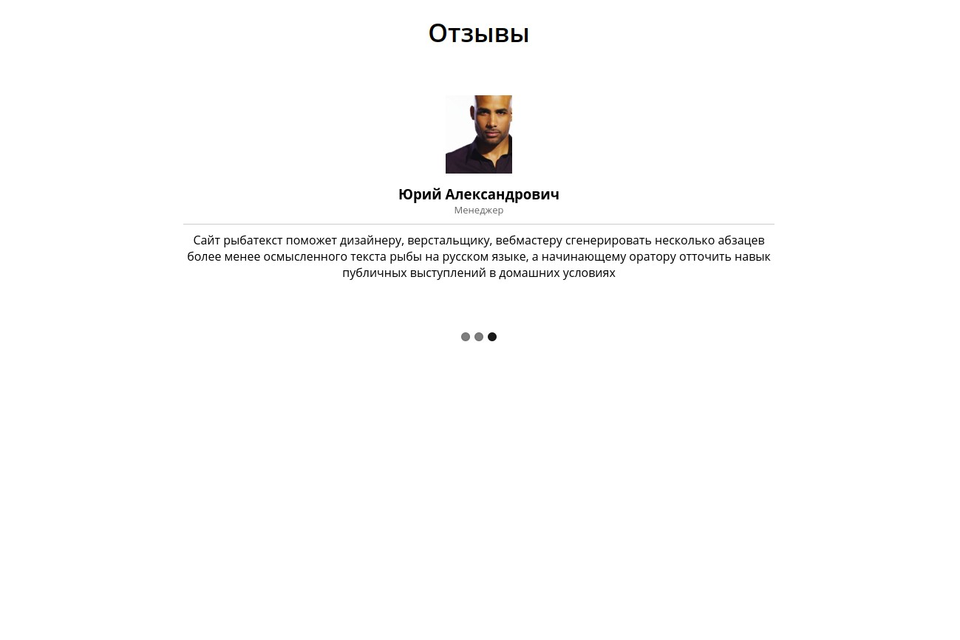 Отзывы
Юрий Александрович
Менеджер
Сайт рыбатекст поможет дизайнеру, верстальщику, вебмастеру сгенерировать несколько абзацев
более менее осмысленного текста рыбы на русском языке, а начинающему оратору отточить навык
публичных выступлений в домашних условиях